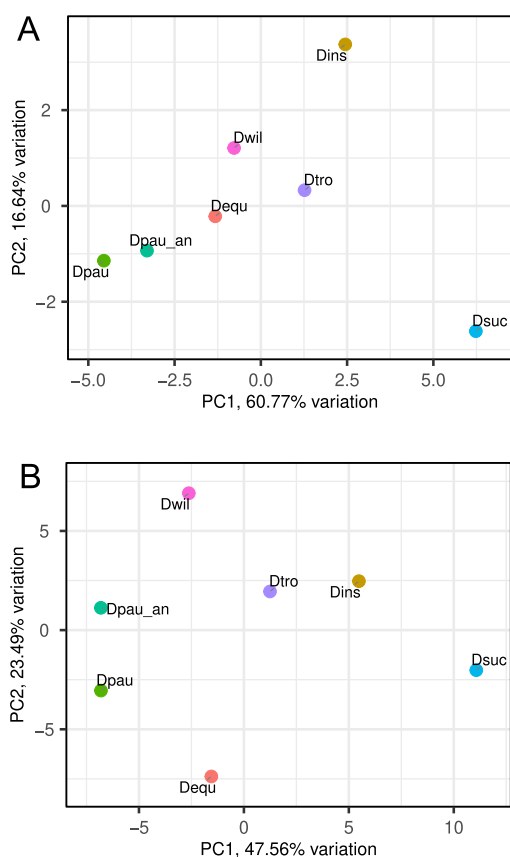 A
Dins
2
Dwil
Dtro
0
Dequ
Dpau_an
Dpau
−2
Dsuc
PC2, 16.64% variation
−5.0 −2.5 0.0 2.5 5.0
PC1, 60.77% variation
B
Dwil
5
Dtro
Dins
Dpau_an
0
Dsuc
Dpau
−5
Dequ
PC2, 23.49% variation
−5 0 5 10
PC1, 47.56% variation